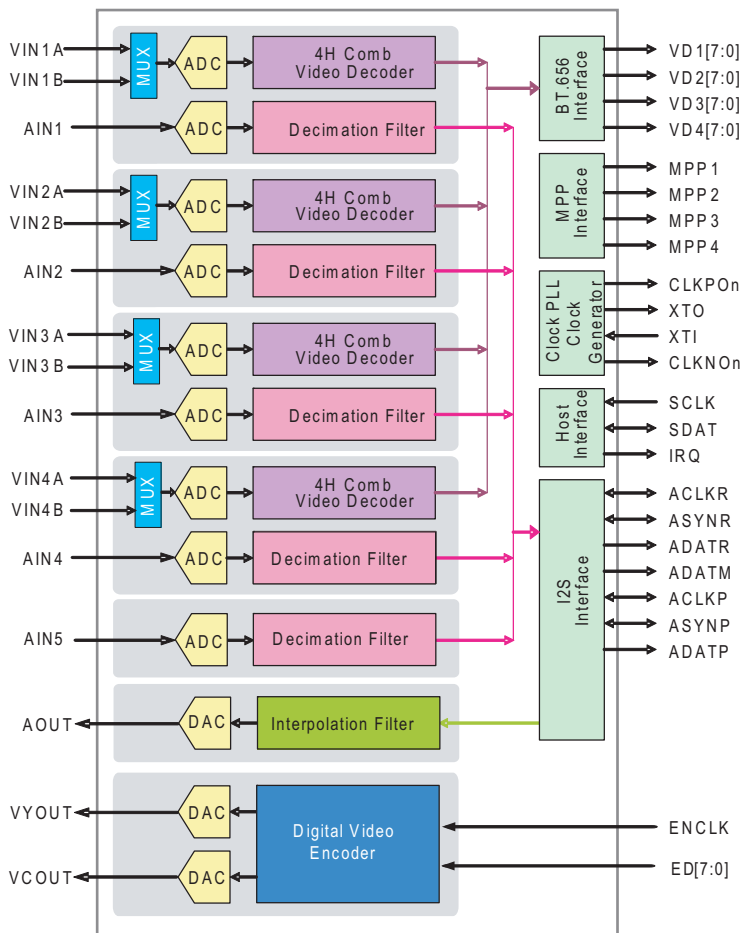 VIN1A
VIN1B
MUX
ADC
4H Comb
Video Decoder
AIN1
ADC
Decimation Filter
VIN2A
VIN2B
MUX
ADC
4H Comb
Video Decoder
AIN2
ADC
Decimation Filter
VIN3A
VIN3B
MUX
ADC
4H Comb
Video Decoder
AIN3
ADC
Decimation Filter
VIN4A
VIN4B
MUX
ADC
4H Comb
Video Decoder
AIN4
ADC
Decimation Filter
AIN5
ADC
Decimation Filter
AOUT
DAC
Interpolation Filter
VYOUT
DAC
VCOUT
DAC
Digital Video
Encoder
BT.656
Interface
VD1[7:0]
VD2[7:0]
VD3[7:0]
VD4[7:0]
MPP
Interface
MPP1
MPP2
MPP3
MPP4
Clock PLL
Clock
Generator
CLKPOn
XTO
XTI
CLKNOn
Host
Interface
SCLK
SDAT
IRQ
I2S
Interface
ACLKR
ASYNR
ADATR
ADATM
ACLKP
ASYNP
ADATP
ENCLK
ED[7:0]